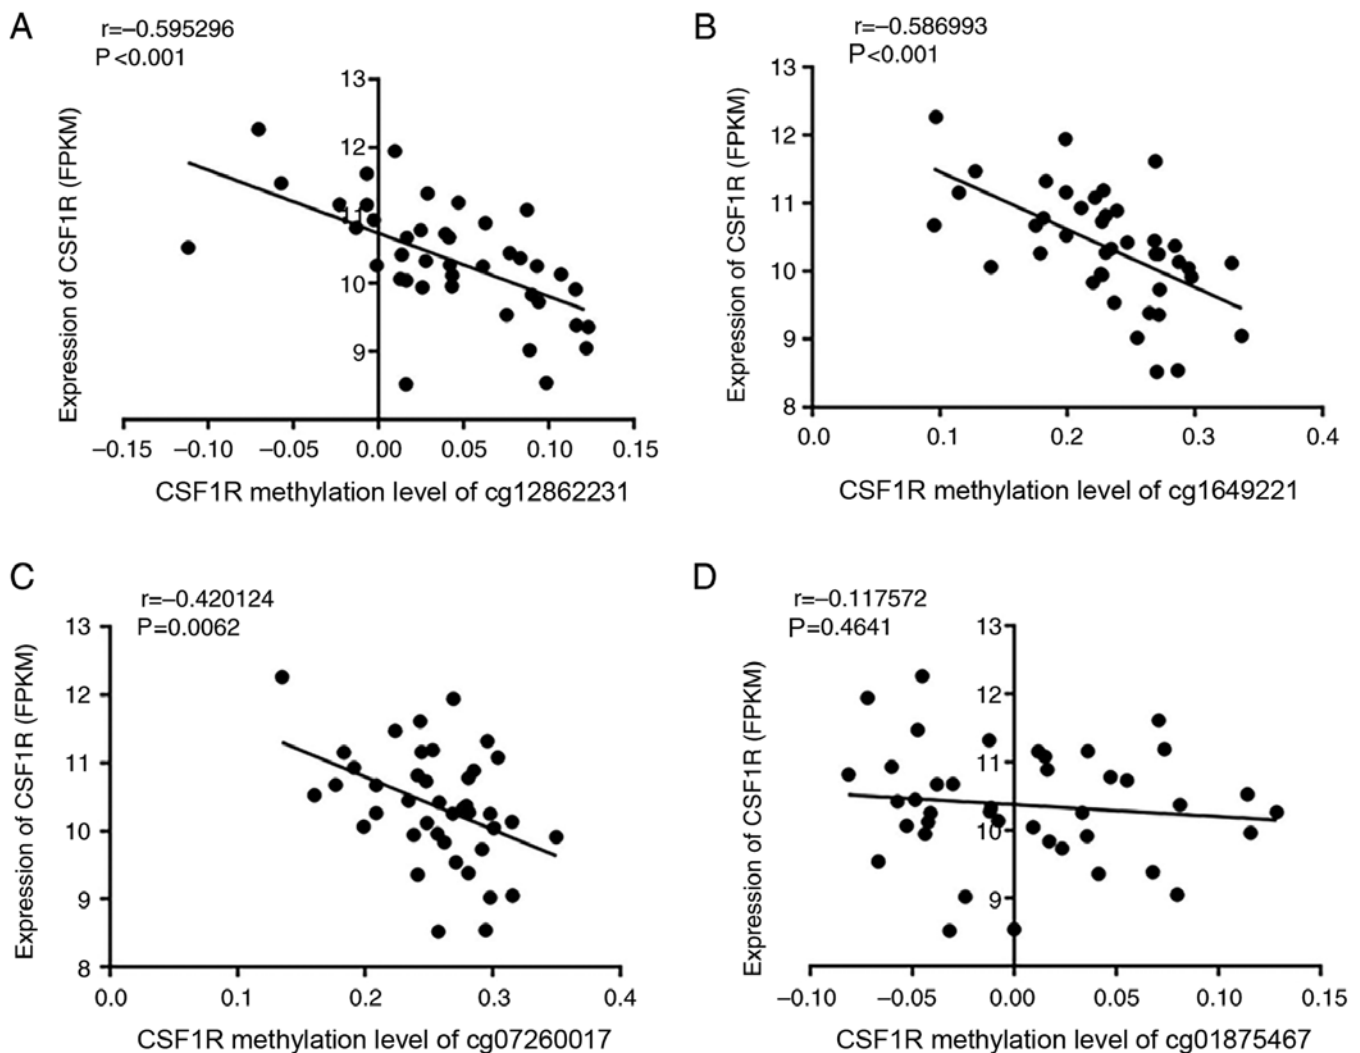 A
r=−0.595296
P<0.001
Expression of CSF1R (FPKM)
13
12
11
10
9
−0.15 −0.10 −0.05 0.00 0.05 0.10 0.15
CSF1R methylation level of cg12862231
B
r=−0.586993
P<0.001
Expression of CSF1R (FPKM)
13
12
11
10
9
8
0.0 0.1 0.2 0.3 0.4
CSF1R methylation level of cg1649221
C
r=−0.420124
P=0.0062
Expression of CSF1R (FPKM)
13
12
11
10
9
8
0.0 0.1 0.2 0.3 0.4
CSF1R methylation level of cg07260017
D
r=−0.117572
P=0.4641
Expression of CSF1R (FPKM)
13
12
11
10
9
−0.10 −0.05 0.00 0.05 0.10 0.15
CSF1R methylation level of cg01875467